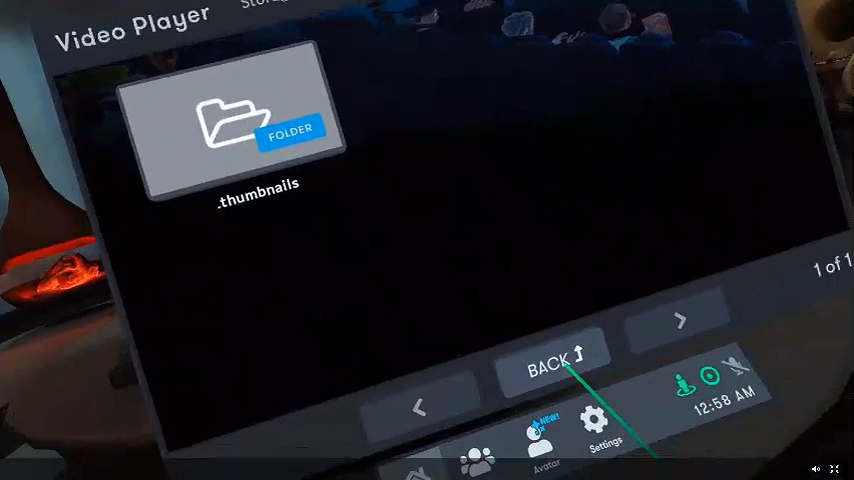 Video Player
FOLDER
.thumbnails
1 of 1
BACK
NEW!
Avatar
Settings
12:58 AM